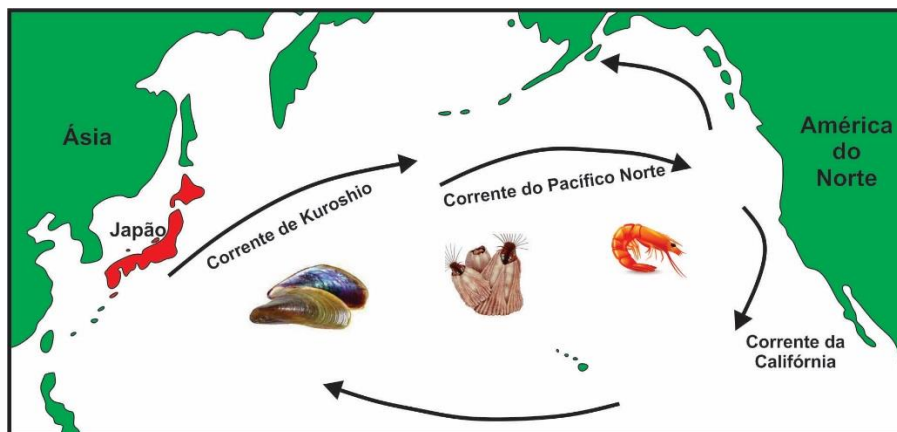 Ásia
Japão
Corrente de Kuroshio
Corrente do Pacífico Norte
América
do
Norte
Corrente da
Califórnia